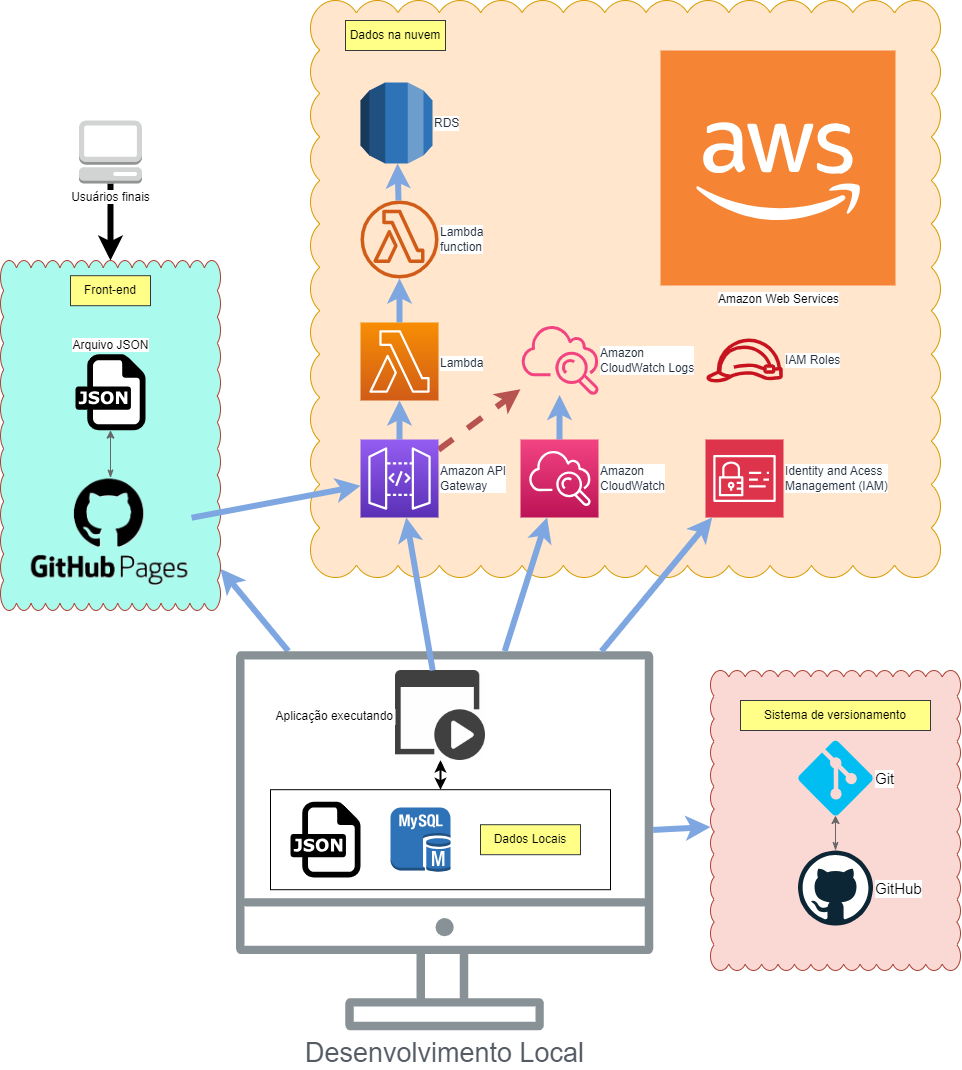 Dados na nuvem
aws
Amazon Web Services
RDS
Lambda
function
Lambda
Amazon
CloudWatch Logs
IAM Roles
</>
Amazon API
Gateway
Amazon
CloudWatch
Identity and Acess
Management (IAM)
Usuários finais
Front-end
Arquivo JSON
JSON
GitHub Pages
Aplicação executando
JSON
MySQL
M
Dados Locais
Desenvolvimento Local
Sistema de versionamento
Git
GitHub